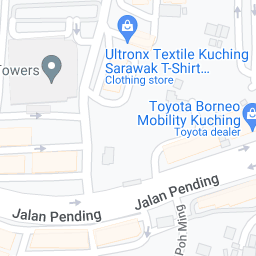 Ultronx Textile Kuching
Sarawak T-Shirt...
Clothing store
Towers
Toyota Borneo
Mobility Kuching
Toyota dealer
Jalan Pending
Jalan Pending
Poh Ming